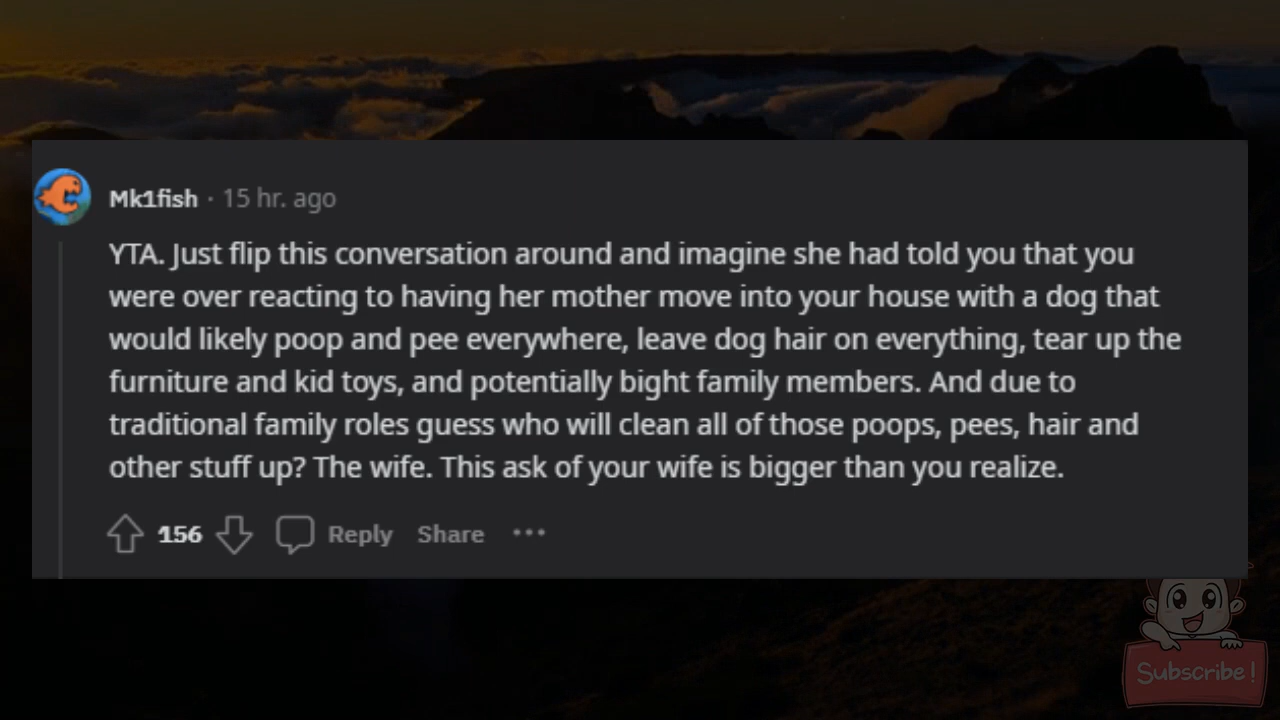 Mk1fish · 15 hr. ago
YTA. Just flip this conversation around and imagine she had told you that you
were over reacting to having her mother move into your house with a dog that
would likely poop and pee everywhere, leave dog hair on everything, tear up the
furniture and kid toys, and potentially bight family members. And due to
traditional family roles guess who will clean all of those poops, pees, hair and
other stuff up? The wife. This ask of your wife is bigger than you realize.
156 Reply Share ···
Subscribe!